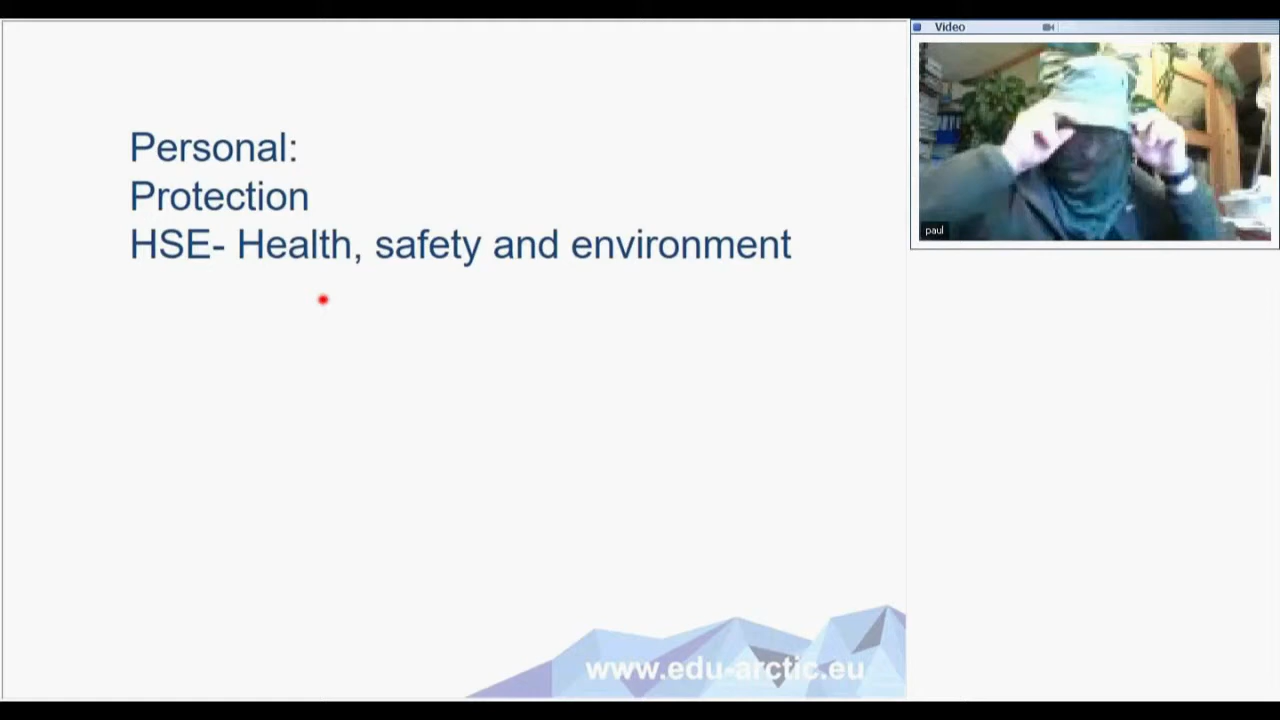 Personal:
Protection
HSE- Health, safety and environment
www.edu-arctic.eu
Video
paul